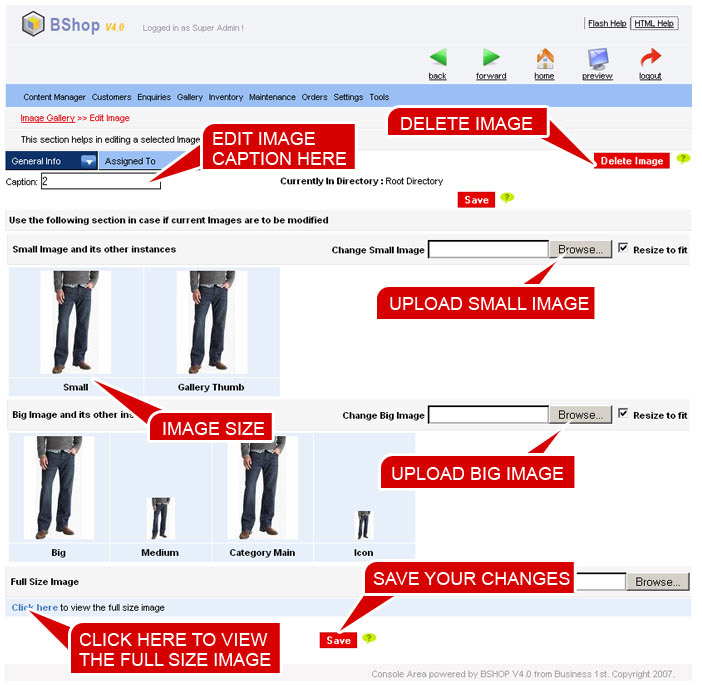 BShop V4.0 Logged in as Super Admin !
Flash Help HTML Help
back forward home preview logout
Content Manager Customers Enquiries Gallery Inventory Maintenance Orders Settings Tools
Image Gallery >> Edit Image
DELETE IMAGE
This section helps in editing a selected Image
EDIT IMAGE
CAPTION HERE
General Info Assigned To
Delete Image ?
Caption: 2
Currently In Directory : Root Directory
Save ?
Use the following section in case if current Images are to be modified
Small Image and its other instances
Change Small Image Browse... Resize to fit
UPLOAD SMALL IMAGE
Small Gallery Thumb
IMAGE SIZE
Big Image and its other
Change Big Image Browse... Resize to fit
UPLOAD BIG IMAGE
Big Medium Category Main Icon
Full Size Image
SAVE YOUR CHANGES
Browse...
Click here to view the full size image
CLICK HERE TO VIEW
THE FULL SIZE IMAGE
Save ?
Console Area powered by BSHOP V4.0 from Business 1st. Copyright 2007.